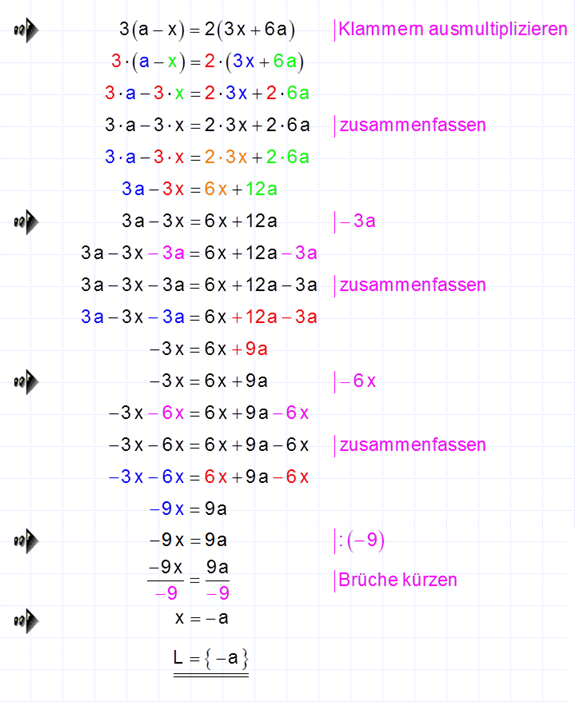 3(a−x)=2(3x+6a) |Klammern ausmultiplizieren
3·(a−x)=2·(3x+6a)
3·a−3·x=2·3x+2·6a
3·a−3·x=2·3x+2·6a |zusammenfassen
3·a−3·x=2·3x+2·6a
3a−3x=6x+12a
3a−3x=6x+12a |−3a
3a−3x−3a=6x+12a−3a
3a−3x−3a=6x+12a−3a |zusammenfassen
3a−3x−3a=6x+12a−3a
−3x=6x+9a
−3x=6x+9a |−6x
−3x−6x=6x+9a−6x
−3x−6x=6x+9a−6x |zusammenfassen
−3x−6x=6x+9a−6x
−9x=9a
−9x=9a |:(−9)
−9x/−9=9a/−9 |Brüche kürzen
x=−a
L={−a}